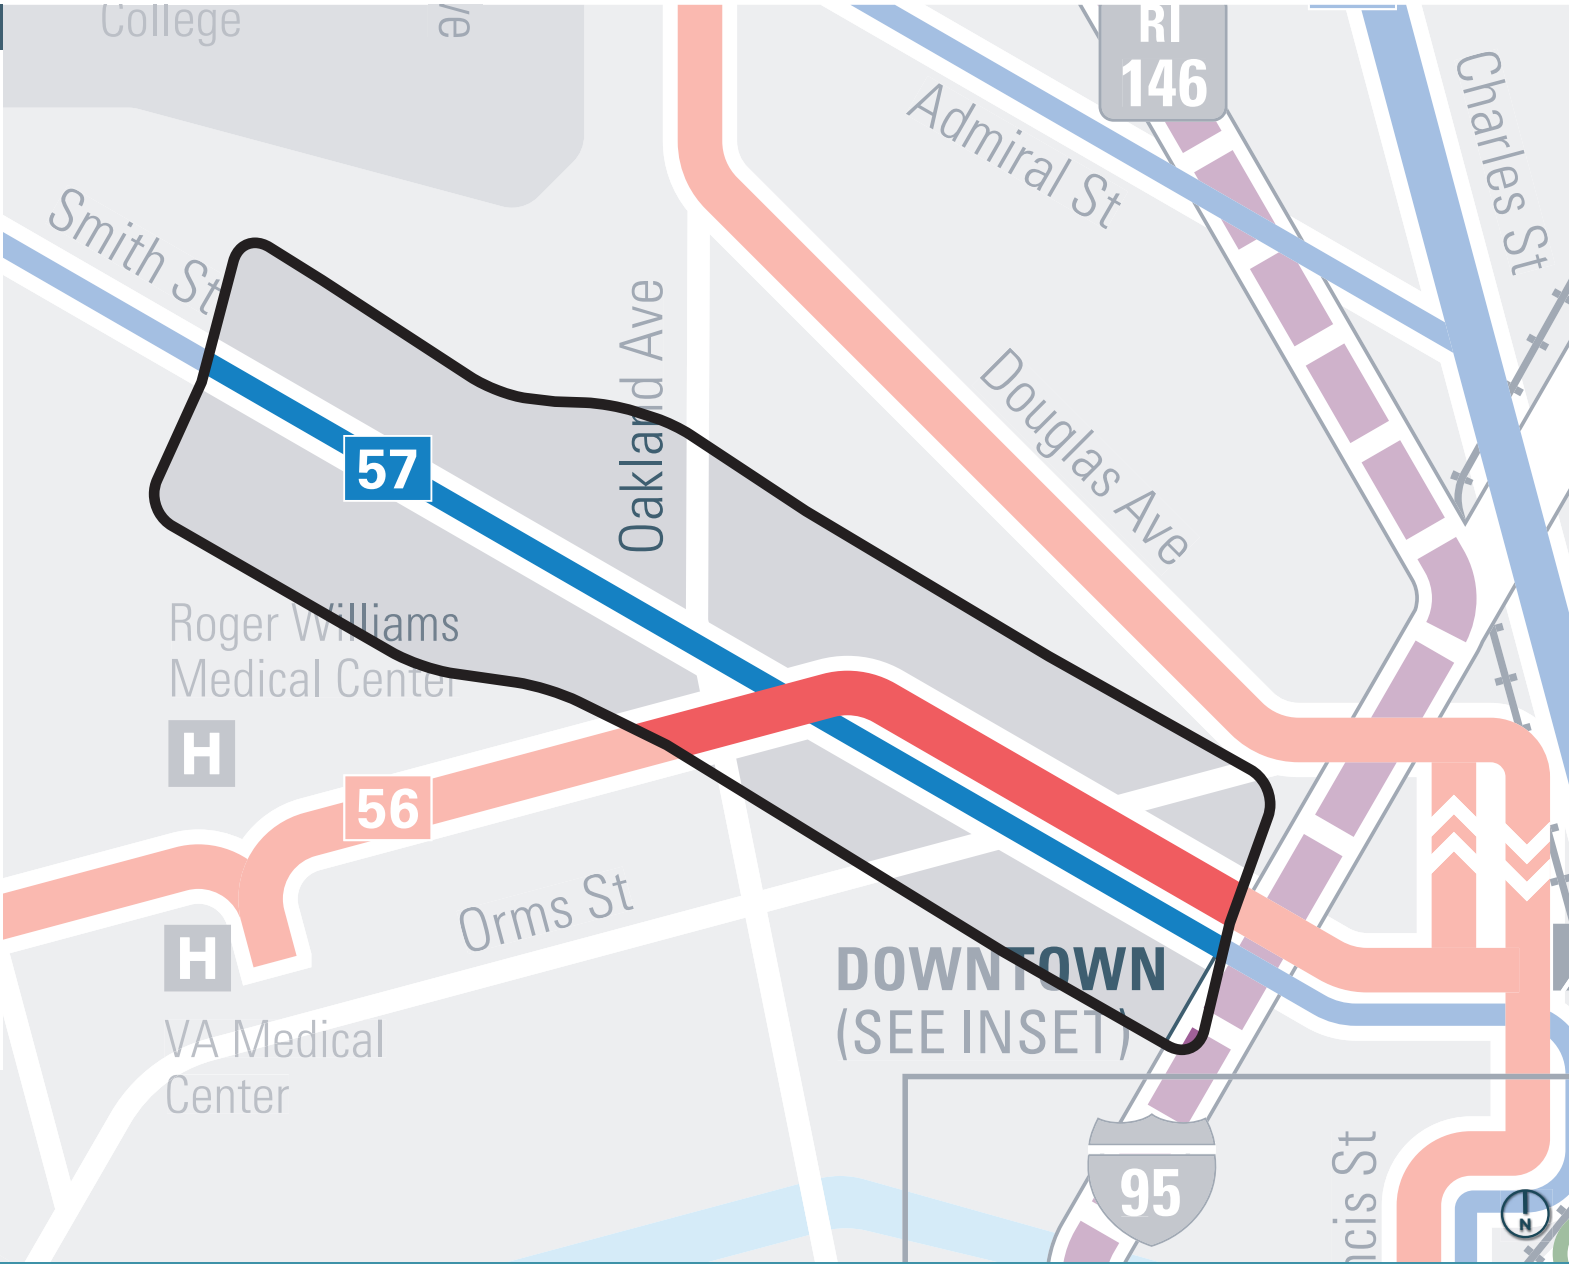 College
RI
146
Charles St
Admiral St
Smith St
Oakland Ave
Douglas Ave
57
Roger Williams
Medical Center
H
56
Orms St
H
DOWNTOWN
(SEE INSET)
VA Medical
Center
95
N